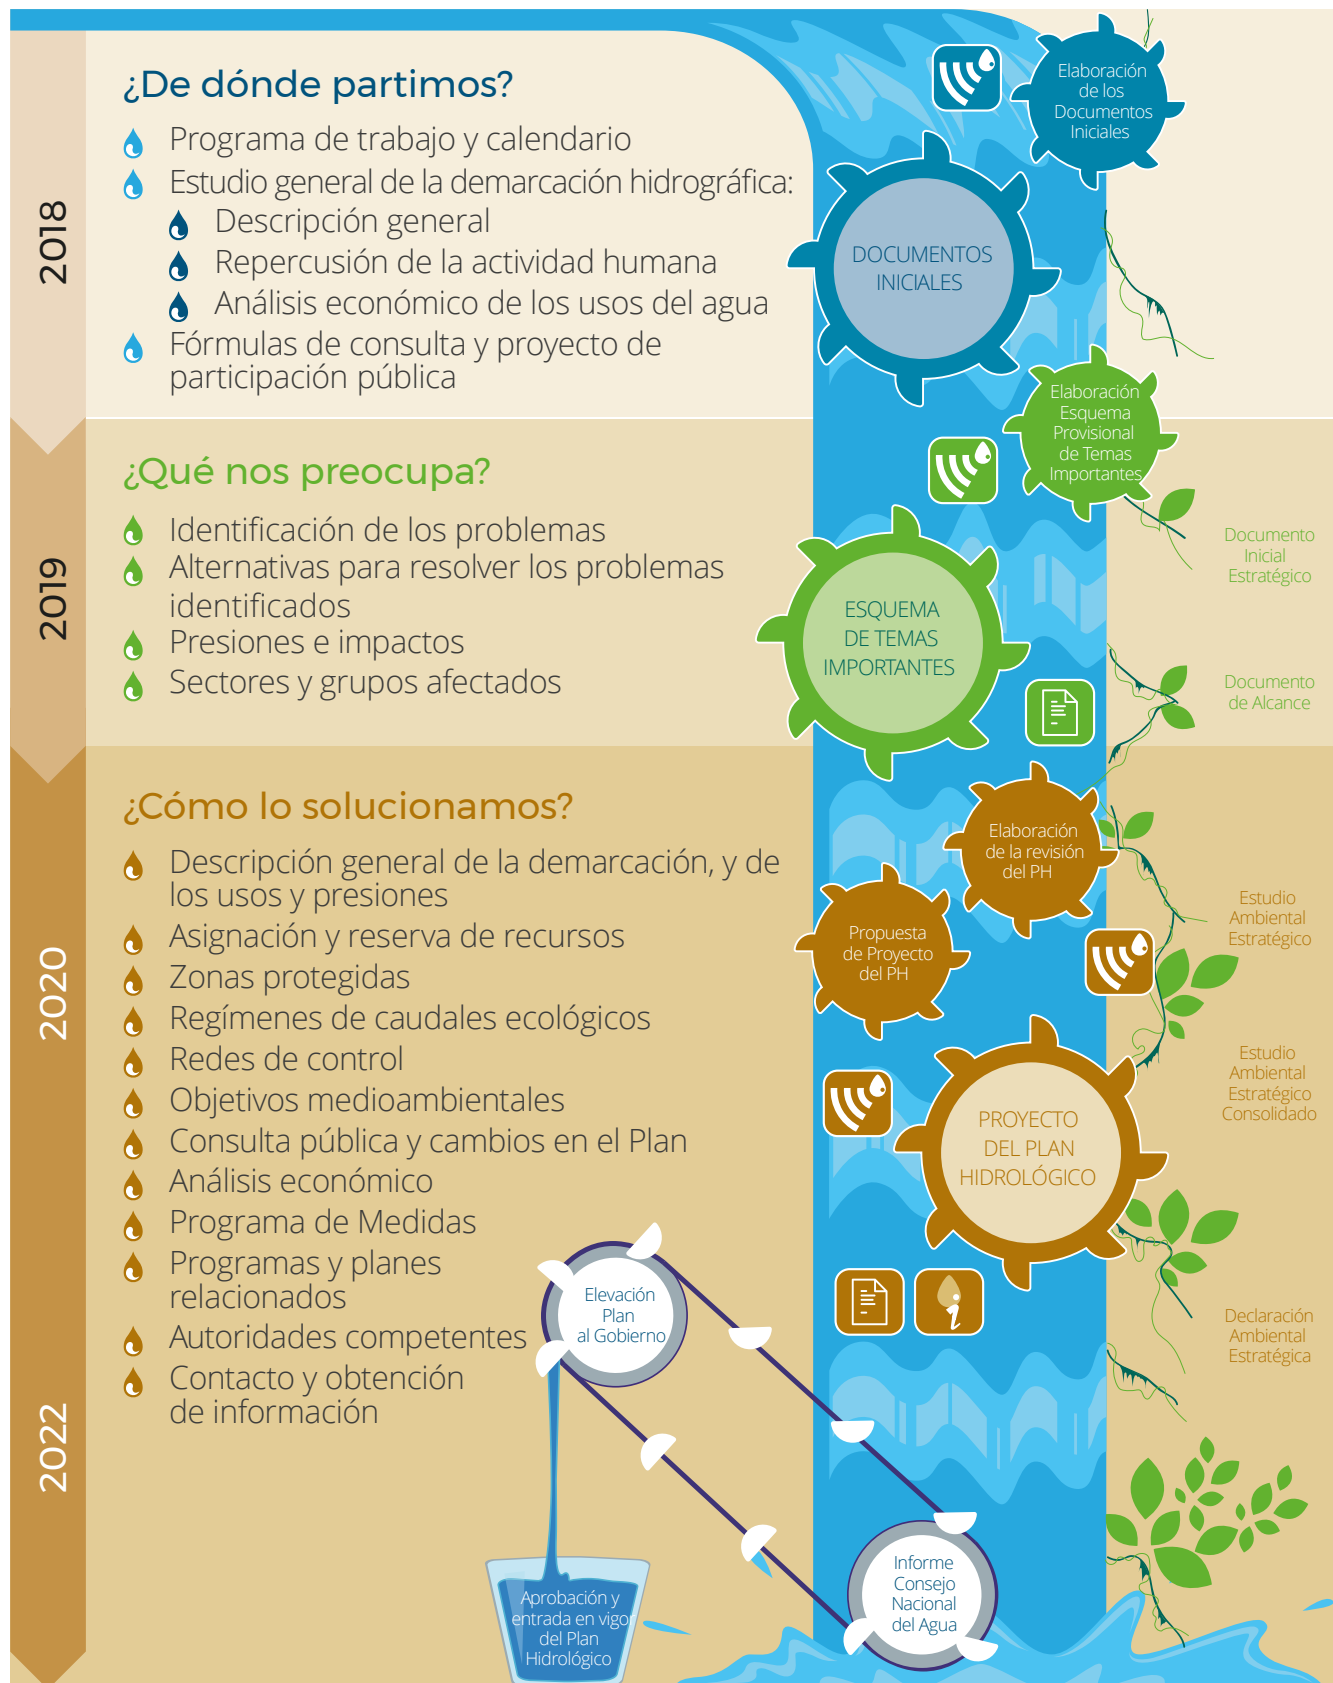 2018
¿De dónde partimos?
Programa de trabajo y calendario
Estudio general de la demarcación hidrográfica:
Descripción general
Repercusión de la actividad humana
Análisis económico de los usos del agua
Fórmulas de consulta y proyecto de
participación pública
Elaboración
de los
Documentos
Iniciales
DOCUMENTOS
INICIALES
2019
¿Qué nos preocupa?
Identificación de los problemas
Alternativas para resolver los problemas
identificados
Presiones e impactos
Sectores y grupos afectados
Elaboración
Esquema
Provisional
de Temas
Importantes
ESQUEMA
DE TEMAS
IMPORTANTES
Documento
Inicial
Estratégico
Documento
de Alcance
2020
¿Cómo lo solucionamos?
Descripción general de la demarcación, y de
los usos y presiones
Asignación y reserva de recursos
Zonas protegidas
Regímenes de caudales ecológicos
Redes de control
Objetivos medioambientales
Consulta pública y cambios en el Plan
Análisis económico
Programa de Medidas
Programas y planes
relacionados
Autoridades competentes
Contacto y obtención
de información
Elaboración
de la revisión
del PH
Propuesta
de Proyecto
del PH
PROYECTO
DEL PLAN
HIDROLÓGICO
Estudio
Ambiental
Estratégico
Estudio
Ambiental
Estratégico
Consolidado
Declaración
Ambiental
Estratégica
2022
Elevación
Plan
al Gobierno
Informe
Consejo
Nacional
del Agua
Aprobación y
entrada en vigor
del Plan
Hidrológico